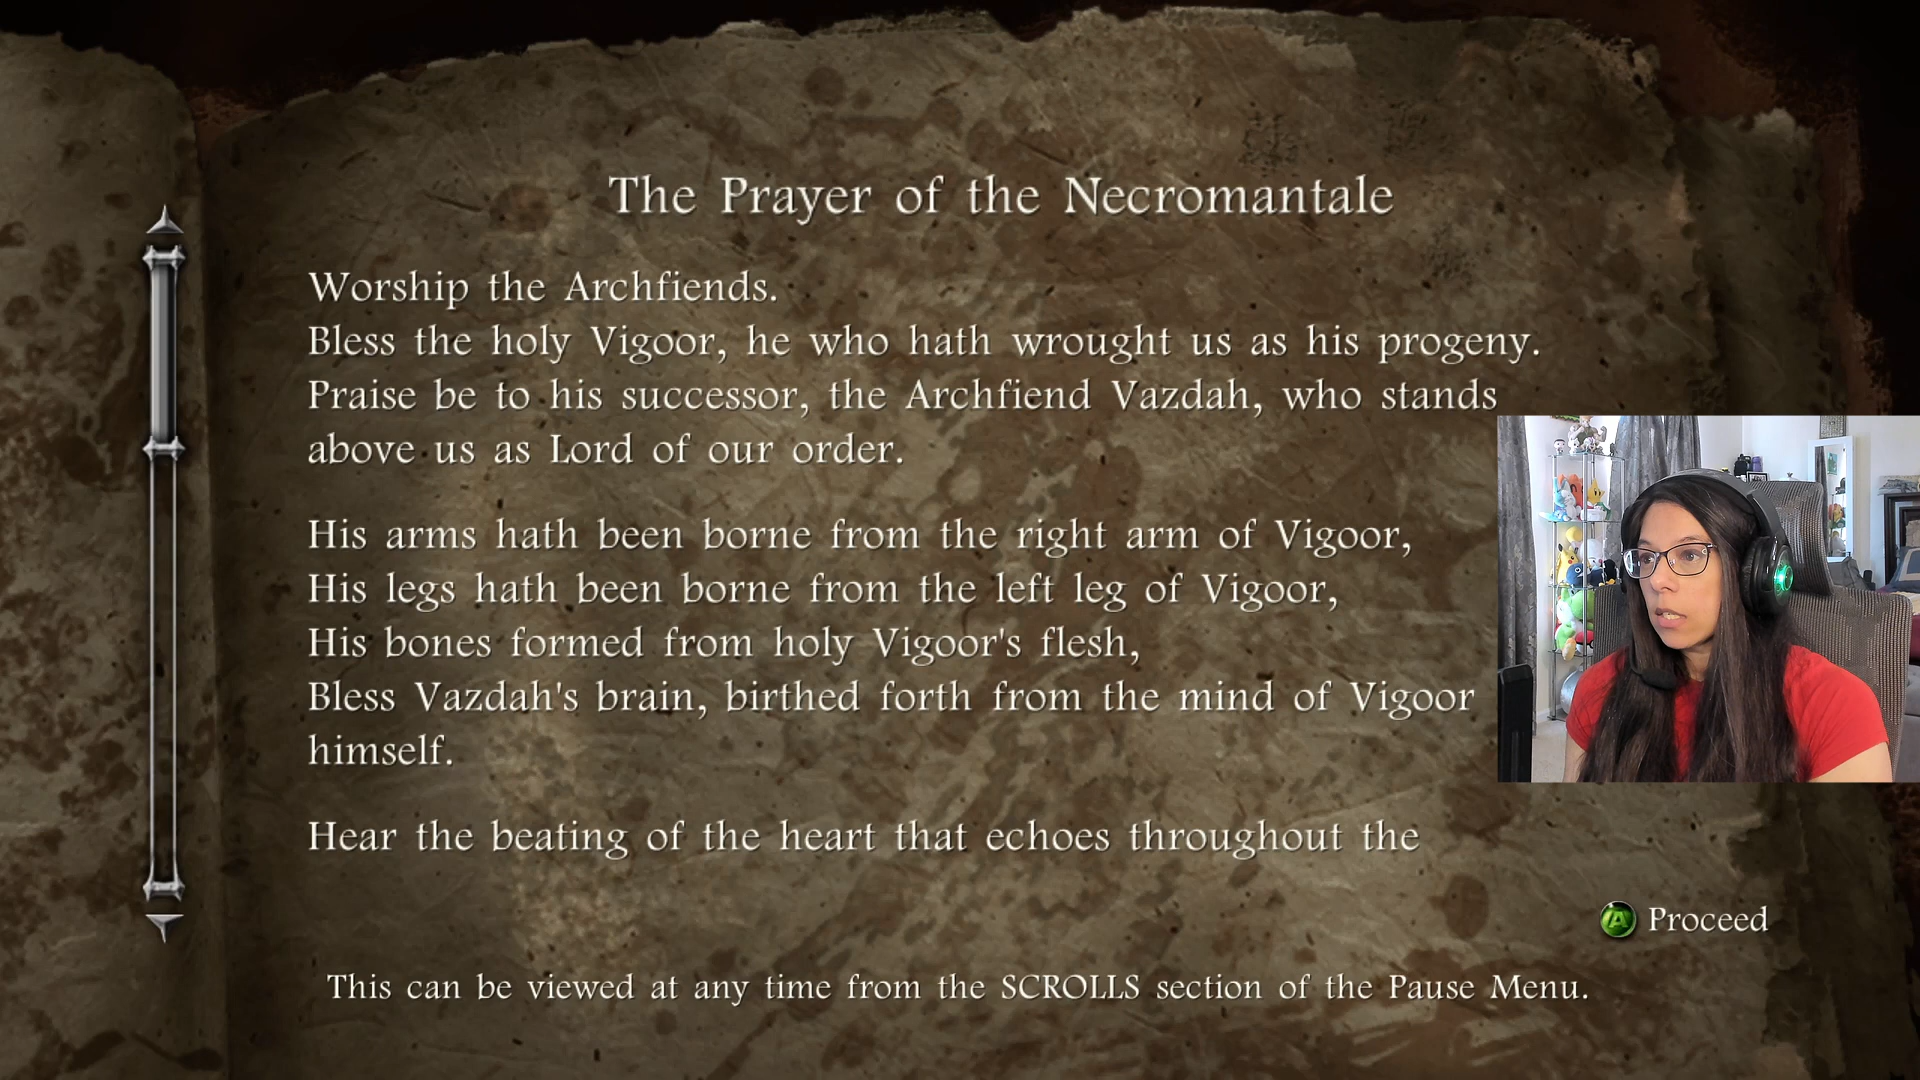 The Prayer of the Necromantale
Worship the Archfiends.
Bless the holy Vigoor, he who hath wrought us as his progeny.
Praise be to his successor, the Archfiend Vazdah, who stands
above us as Lord of our order.
His arms hath been borne from the right arm of Vigoor,
His legs hath been borne from the left leg of Vigoor,
His bones formed from holy Vigoor's flesh,
Bless Vazdah's brain, birthed forth from the mind of Vigoor
himself.
Hear the beating of the heart that echoes throughout the
A Proceed
This can be viewed at any time from the SCROLLS section of the Pause Menu.